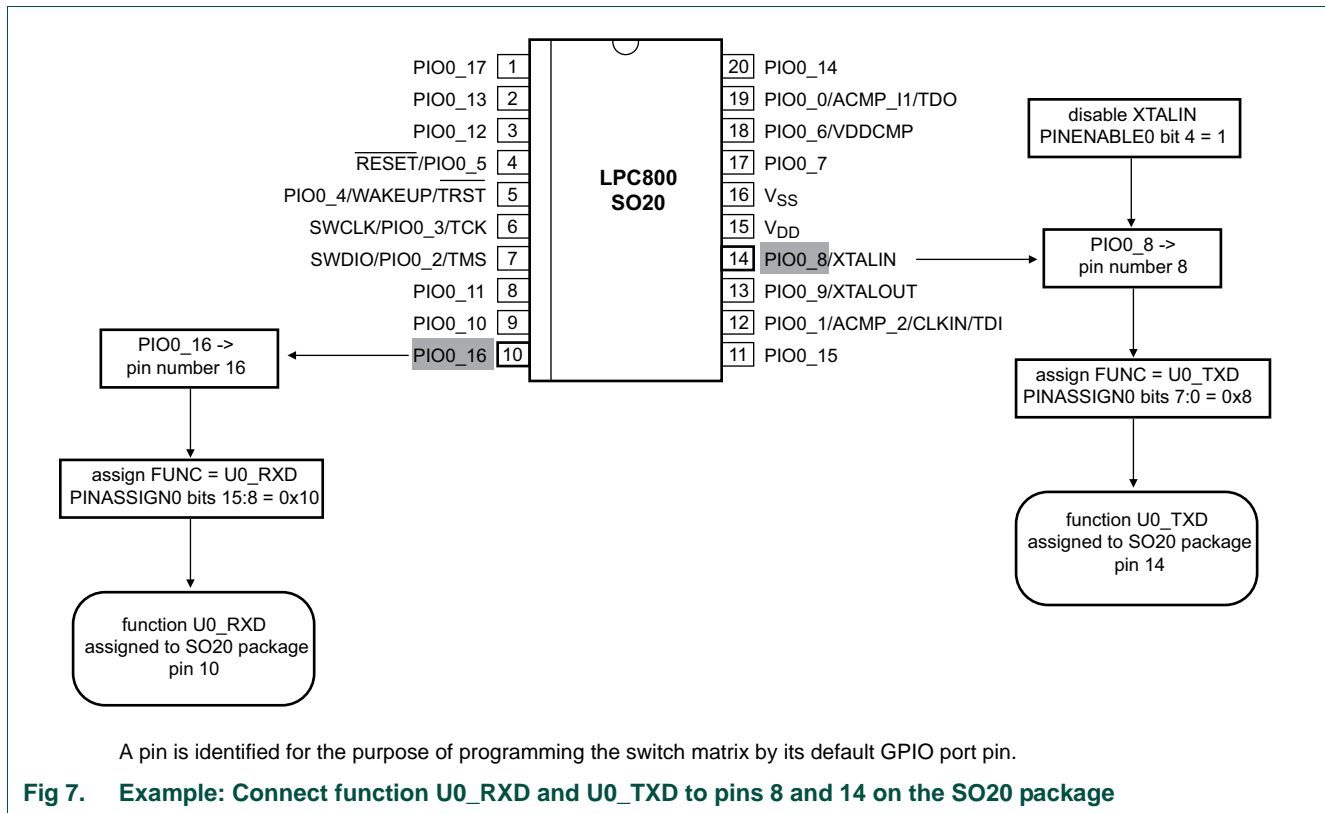 PIO0_17 1
PIO0_13 2
PIO0_12 3
RESET/PIO0_5 4
PIO0_4/WAKEUP/TRST 5
SWCLK/PIO0_3/TCK 6
SWDIO/PIO0_2/TMS 7
PIO0_11 8
PIO0_10 9
PIO0_16 10
LPC800
SO20
20 PIO0_14
19 PIO0_0/ACMP_I1/TDO
18 PIO0_6/VDDCMP
17 PIO0_7
16 VSS
15 VDD
14 PIO0_8/XTALIN
13 PIO0_9/XTALOUT
12 PIO0_1/ACMP_2/CLKIN/TDI
11 PIO0_15
PIO0_16 ->
pin number 16
assign FUNC = U0_RXD
PINASSIGN0 bits 15:8 = 0x10
function U0_RXD
assigned to SO20 package
pin 10
disable XTALIN
PINENABLE0 bit 4 = 1
PIO0_8 ->
pin number 8
assign FUNC = U0_TXD
PINASSIGN0 bits 7:0 = 0x8
function U0_TXD
assigned to SO20 package
pin 14
A pin is identified for the purpose of programming the switch matrix by its default GPIO port pin.
Fig 7. Example: Connect function U0_RXD and U0_TXD to pins 8 and 14 on the SO20 package